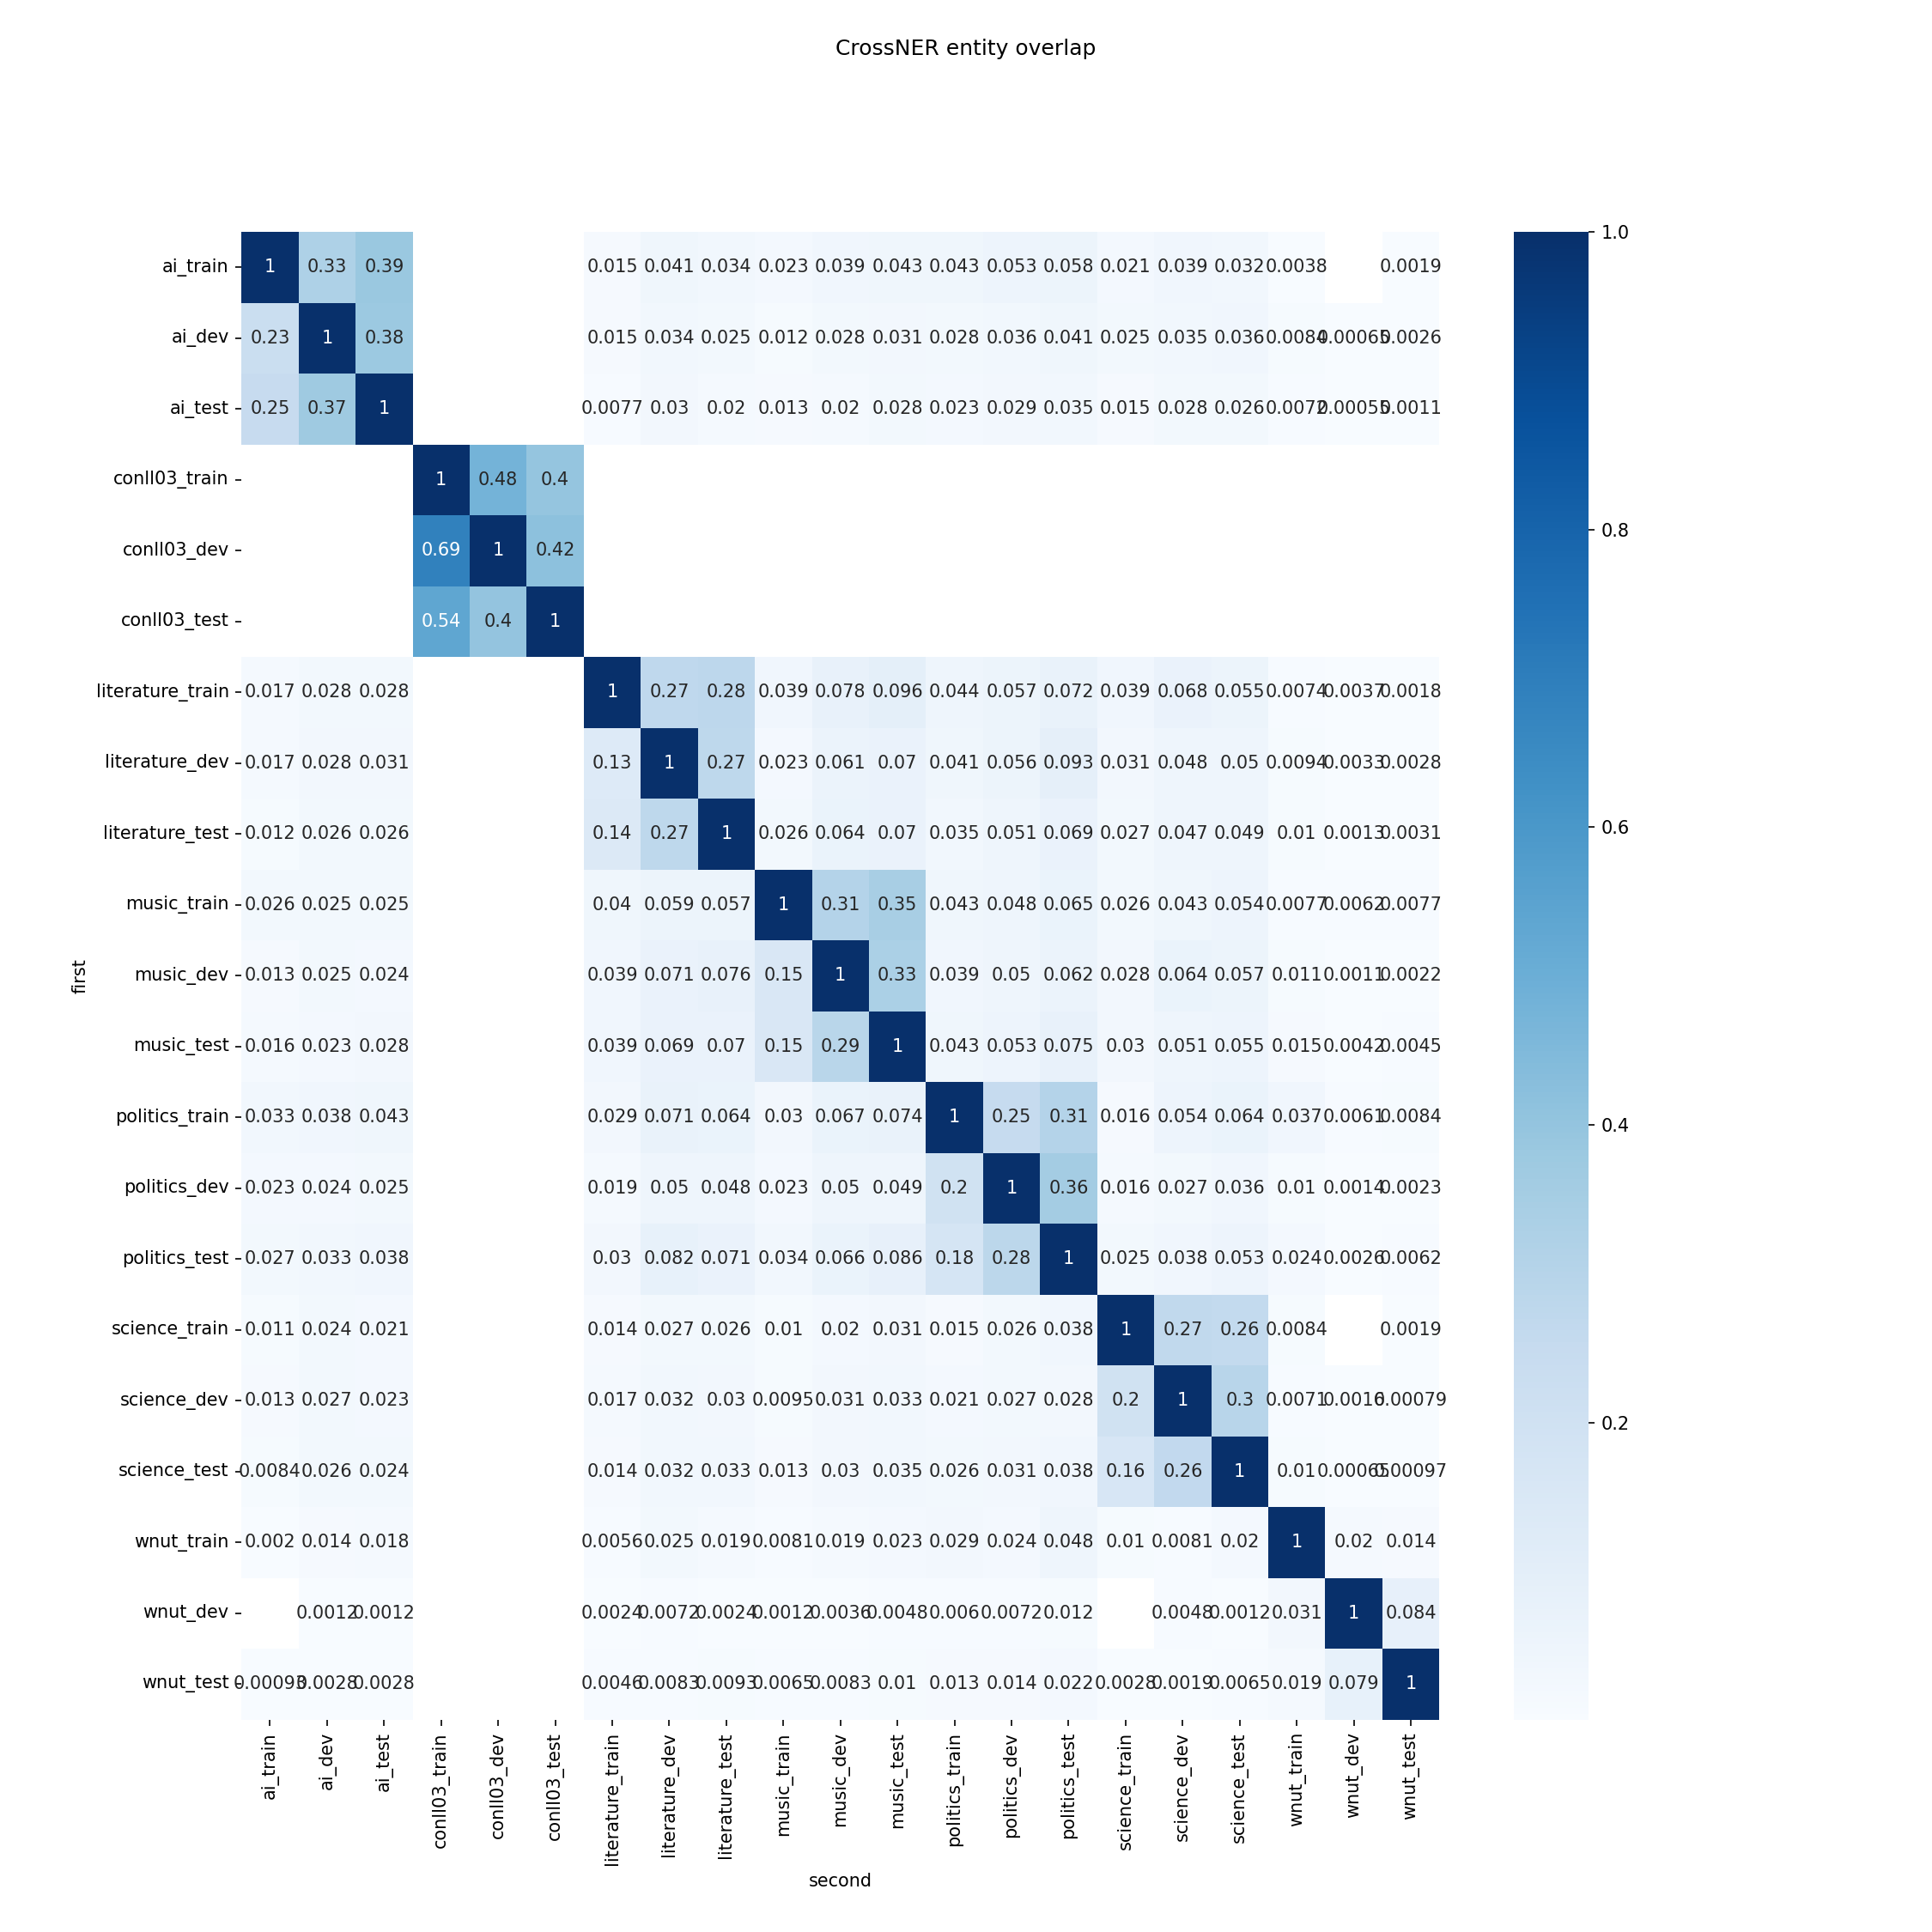 CrossNER entity overlap
ai_train 1 0.33 0.39 0.015 0.041 0.034 0.023 0.039 0.043 0.043 0.053 0.058 0.021 0.039 0.032 0.0038 0.0019
ai_dev 0.23 1 0.38 0.015 0.034 0.025 0.012 0.028 0.031 0.028 0.036 0.041 0.025 0.035 0.036 0.0084 0.00065 0.0026
ai_test 0.25 0.37 1 0.0077 0.03 0.02 0.013 0.02 0.028 0.023 0.029 0.035 0.015 0.028 0.026 0.0072 0.00055 0.0011
conll03_train 1 0.48 0.4
conll03_dev 0.69 1 0.42
conll03_test 0.54 0.4 1
literature_train 0.017 0.028 0.028 1 0.27 0.28 0.039 0.078 0.096 0.044 0.057 0.072 0.039 0.068 0.055 0.0074 0.0037 0.0018
literature_dev 0.017 0.028 0.031 0.13 1 0.27 0.023 0.061 0.07 0.041 0.056 0.093 0.031 0.048 0.05 0.0094 0.0033 0.0028
literature_test 0.012 0.026 0.026 0.14 0.27 1 0.026 0.064 0.07 0.035 0.051 0.069 0.027 0.047 0.049 0.01 0.0013 0.0031
music_train 0.026 0.025 0.025 0.04 0.059 0.057 1 0.31 0.35 0.043 0.048 0.065 0.026 0.043 0.054 0.0077 0.0062 0.0077
first
music_dev 0.013 0.025 0.024 0.039 0.071 0.076 0.15 1 0.33 0.039 0.05 0.062 0.028 0.064 0.057 0.011 0.0011 0.0022
music_test 0.016 0.023 0.028 0.039 0.069 0.07 0.15 0.29 1 0.043 0.053 0.075 0.03 0.051 0.055 0.015 0.0042 0.0045
politics_train 0.033 0.038 0.043 0.029 0.071 0.064 0.03 0.067 0.074 1 0.25 0.31 0.016 0.054 0.064 0.037 0.0061 0.0084
politics_dev 0.023 0.024 0.025 0.019 0.05 0.048 0.023 0.05 0.049 0.2 1 0.36 0.016 0.027 0.036 0.01 0.0014 0.0023
politics_test 0.027 0.033 0.038 0.03 0.082 0.071 0.034 0.066 0.086 0.18 0.28 1 0.025 0.038 0.053 0.024 0.0026 0.0062
science_train 0.011 0.024 0.021 0.014 0.027 0.026 0.01 0.02 0.031 0.015 0.026 0.038 1 0.27 0.26 0.0084 0.0019
science_dev 0.013 0.027 0.023 0.017 0.032 0.03 0.0095 0.031 0.033 0.021 0.027 0.028 0.2 1 0.3 0.0071 0.0016 0.00079
science_test 0.0084 0.026 0.024 0.014 0.032 0.033 0.013 0.03 0.035 0.026 0.031 0.038 0.16 0.26 1 0.01 0.00065 0.00097
wnut_train 0.002 0.014 0.018 0.0056 0.025 0.019 0.0081 0.019 0.023 0.029 0.024 0.048 0.01 0.0081 0.02 1 0.02 0.014
wnut_dev 0.0012 0.0012 0.0024 0.0072 0.0024 0.0012 0.0036 0.0048 0.006 0.0072 0.012 0.0048 0.0012 0.031 1 0.084
wnut_test 0.00093 0.0028 0.0028 0.0046 0.0083 0.0093 0.0065 0.0083 0.01 0.013 0.014 0.022 0.0028 0.0019 0.0065 0.019 0.079 1
ai_train ai_dev ai_test conll03_train conll03_dev conll03_test literature_train literature_dev literature_test music_train music_dev music_test politics_train politics_dev politics_test science_train science_dev science_test wnut_train wnut_dev wnut_test
second
1.0
0.8
0.6
0.4
0.2